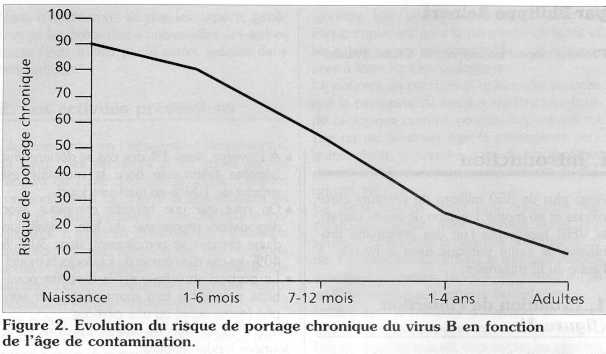 Risque de portage chronique
100
90
80
70
60
50
40
30
20
10
0
Naissance 1-6 mois 7-12 mois 1-4 ans Adultes
Figure 2. Evolution du risque de portage chronique du virus B en fonction
de l'âge de contamination.